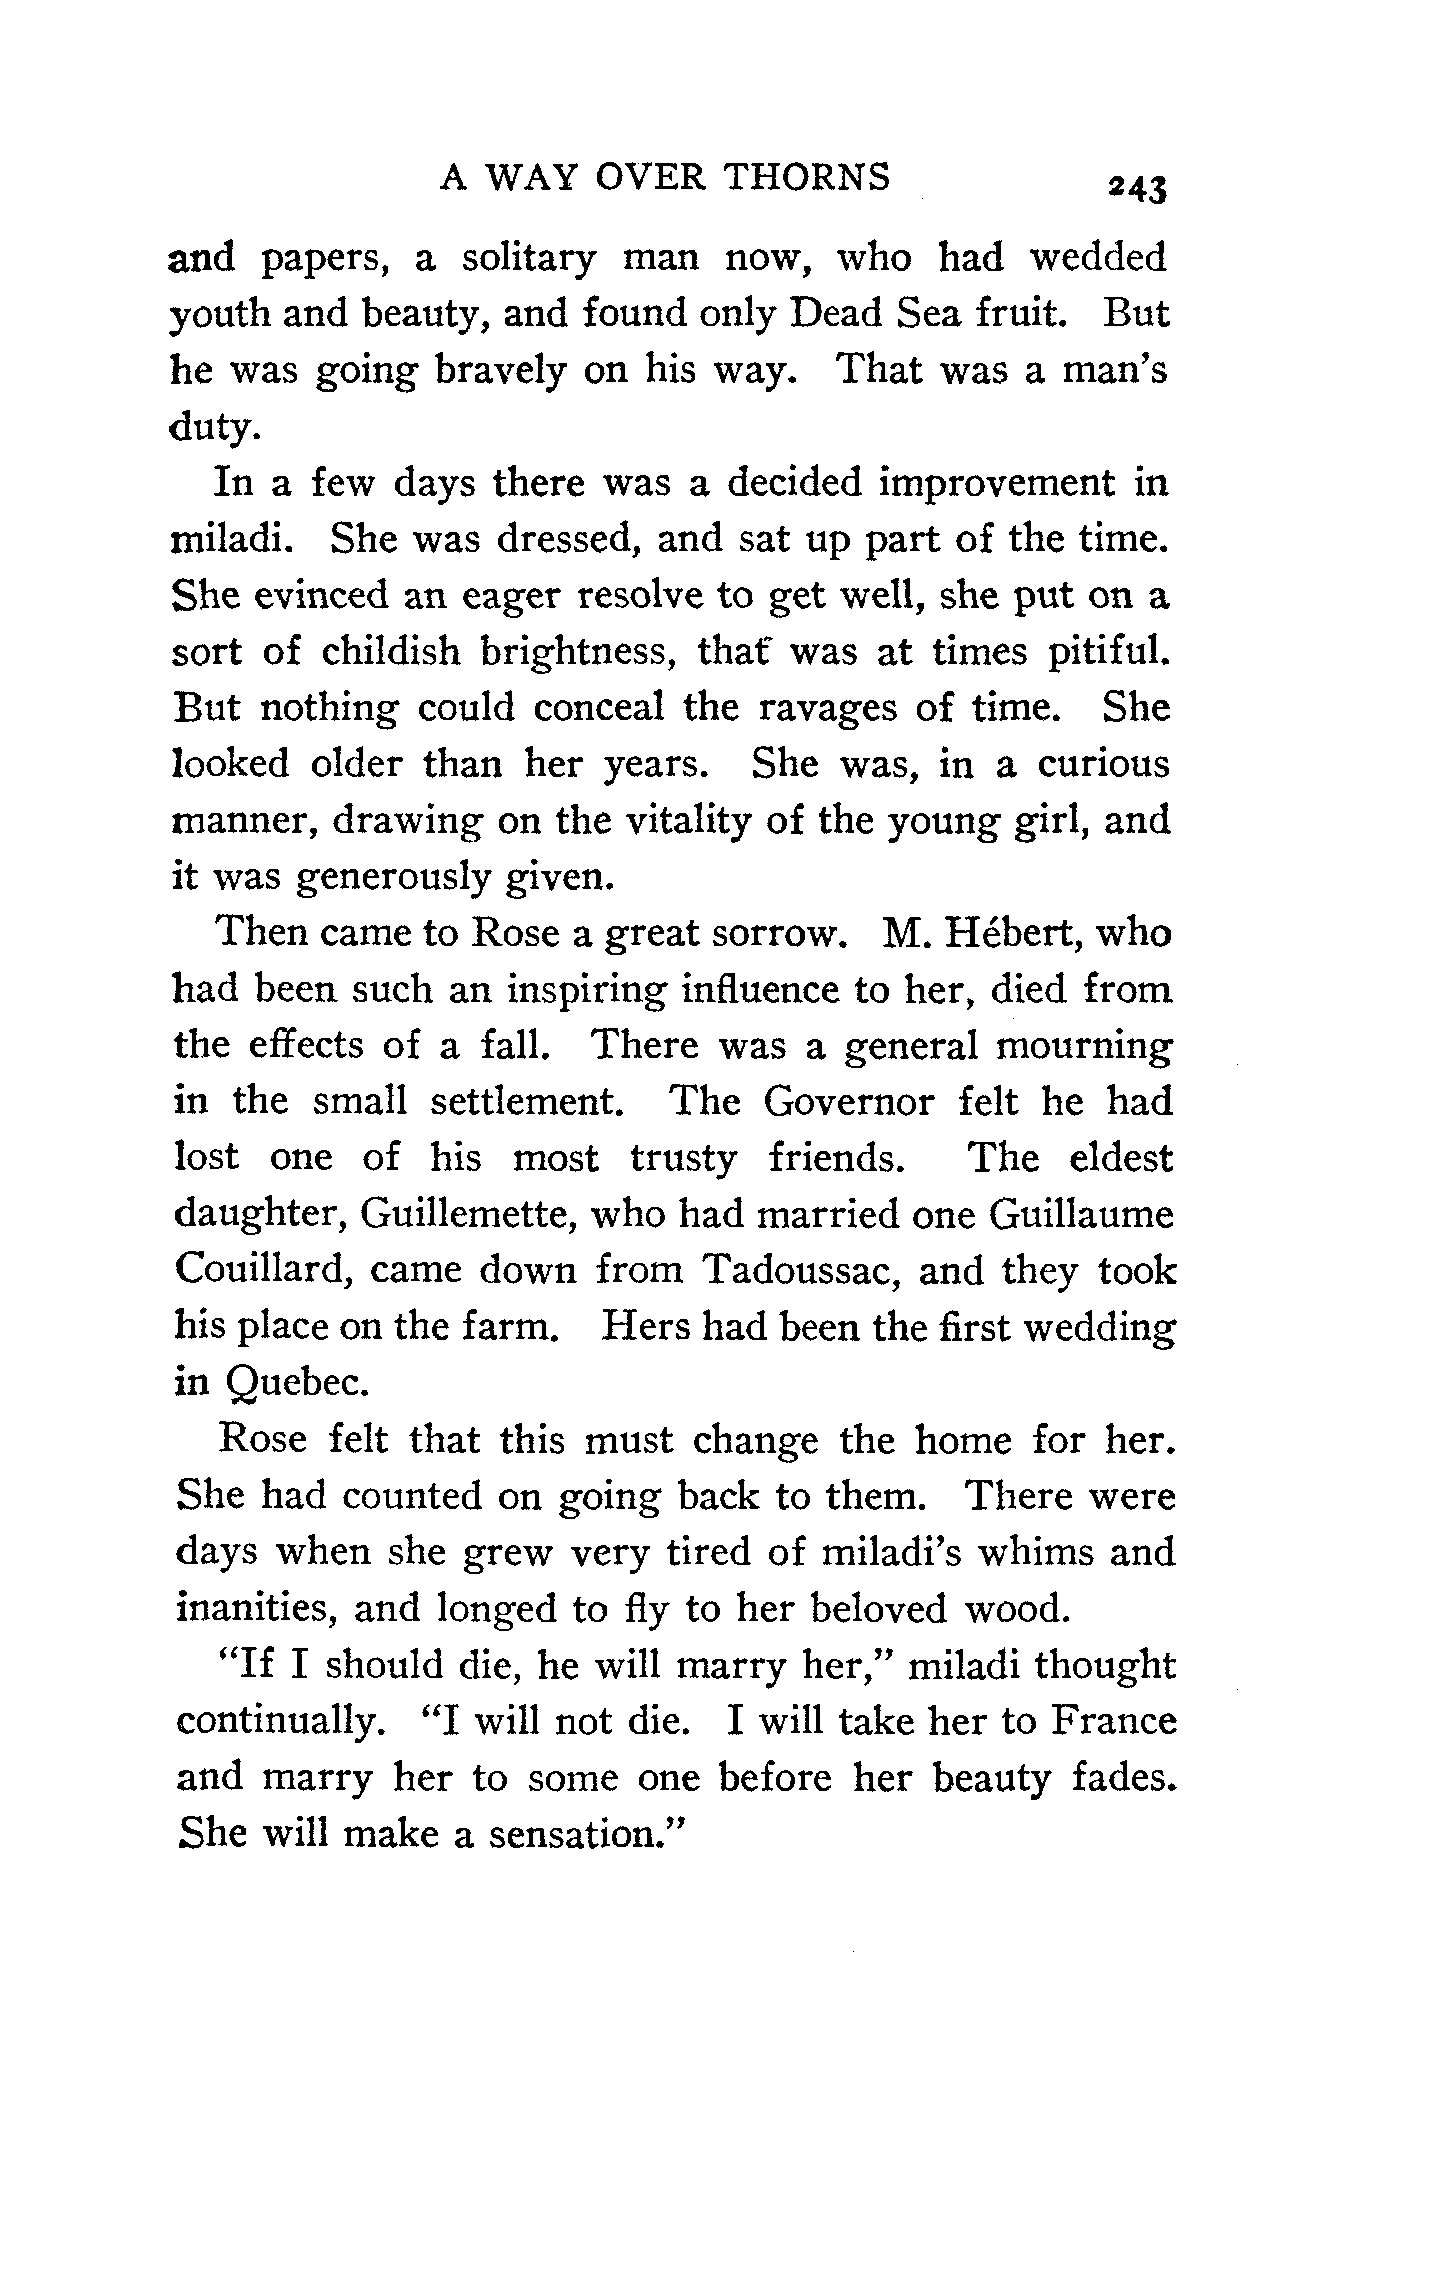 A WAY OVER THORNS 243
and papers, a solitary man now, who had wedded
youth and beauty, and found only Dead Sea fruit. But
he was going bravely on his way. That was a man's
duty.
In a few days there was a decided improvement in
miladi. She was dressed, and sat up part of the time.
She evinced an eager resolve to get well, she put on a
sort of childish brightness, that was at times pitiful.
But nothing could conceal the ravages of time. She
looked older than her years. She was, in a curious
manner, drawing on the vitality of the young girl, and
it was generously given.
Then came to Rose a great sorrow. M. Hébert, who
had been such an inspiring influence to her, died from
the effects of a fall. There was a general mourning
in the small settlement. The Governor felt he had
lost one of his most trusty friends. The eldest
daughter, Guillemette, who had married one Guillaume
Couillard, came down from Tadoussac, and they took
his place on the farm. Hers had been the first wedding
in Quebec.
Rose felt that this must change the home for her.
She had counted on going back to them. There were
days when she grew very tired of miladi's whims and
inanities, and longed to fly to her beloved wood.
"If I should die, he will marry her," miladi thought
continually. "I will not die. I will take her to France
and marry her to some one before her beauty fades.
She will make a sensation."